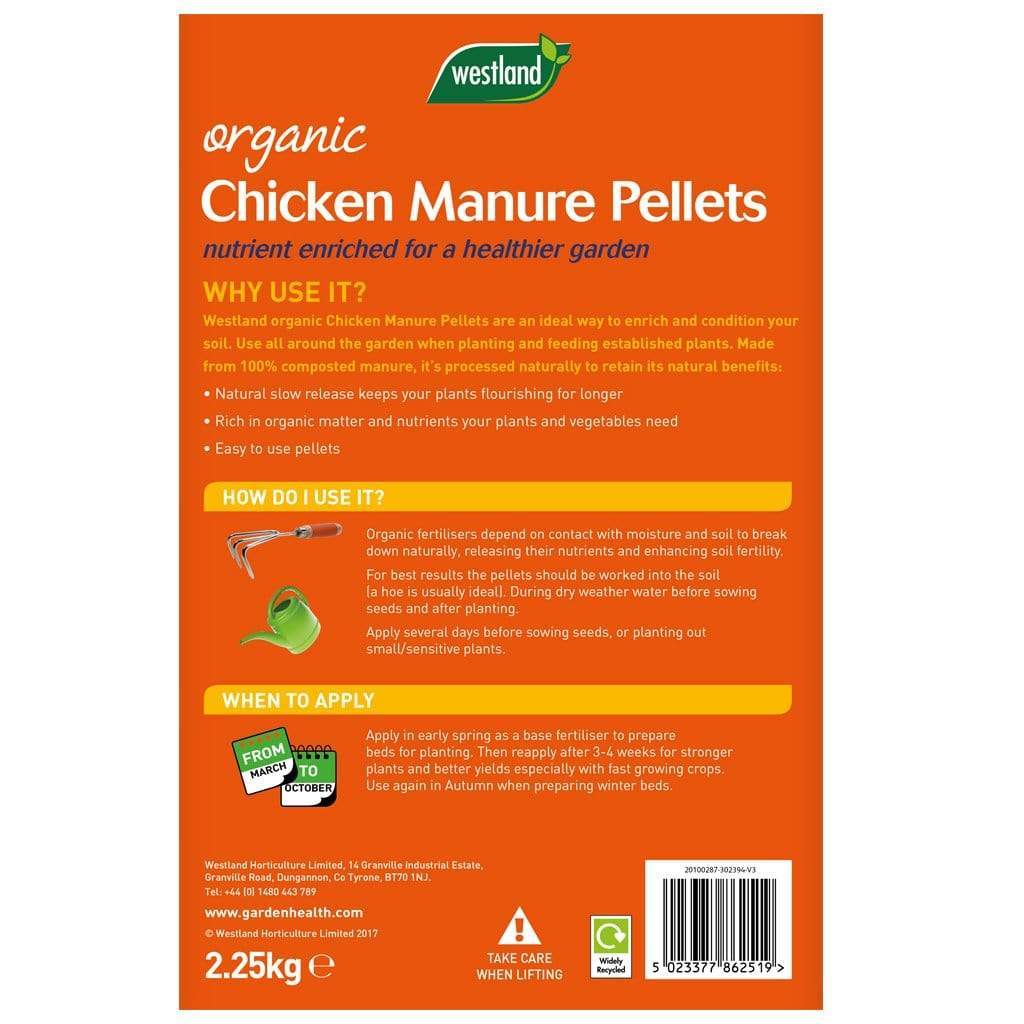 westland
organic
Chicken Manure Pellets
nutrient enriched for a healthier garden
WHY USE IT?
Westland organic Chicken Manure Pellets are an ideal way to enrich and condition your
soil. Use all around the garden when planting and feeding established plants. Made
from 100% composted manure, it's processed naturally to retain its natural benefits:
• Natural slow release keeps your plants flourishing for longer
• Rich in organic matter and nutrients your plants and vegetables need
• Easy to use pellets
HOW DO I USE IT?
Organic fertilisers depend on contact with moisture and soil to break
down naturally, releasing their nutrients and enhancing soil fertility.
For best results the pellets should be worked into the soil
(a hoe is usually ideal). During dry weather water before sowing
seeds and after planting.
Apply several days before sowing seeds, or planting out
small/sensitive plants.
WHEN TO APPLY
FROM
MARCH
TO
OCTOBER
Apply in early spring as a base fertiliser to prepare
beds for planting. Then reapply after 3-4 weeks for stronger
plants and better yields especially with fast growing crops.
Use again in Autumn when preparing winter beds.
Westland Horticulture Limited, 14 Granville Industrial Estate,
Granville Road, Dungannon, Co Tyrone, BT70 1NJ.
Tel: +44 (0) 1480 443 789
www.gardenhealth.com
© Westland Horticulture Limited 2017
2.25kg ℮
TAKE CARE
WHEN LIFTING
Widely
Recycled
20100287-302394-V3
5 023377 862519 >